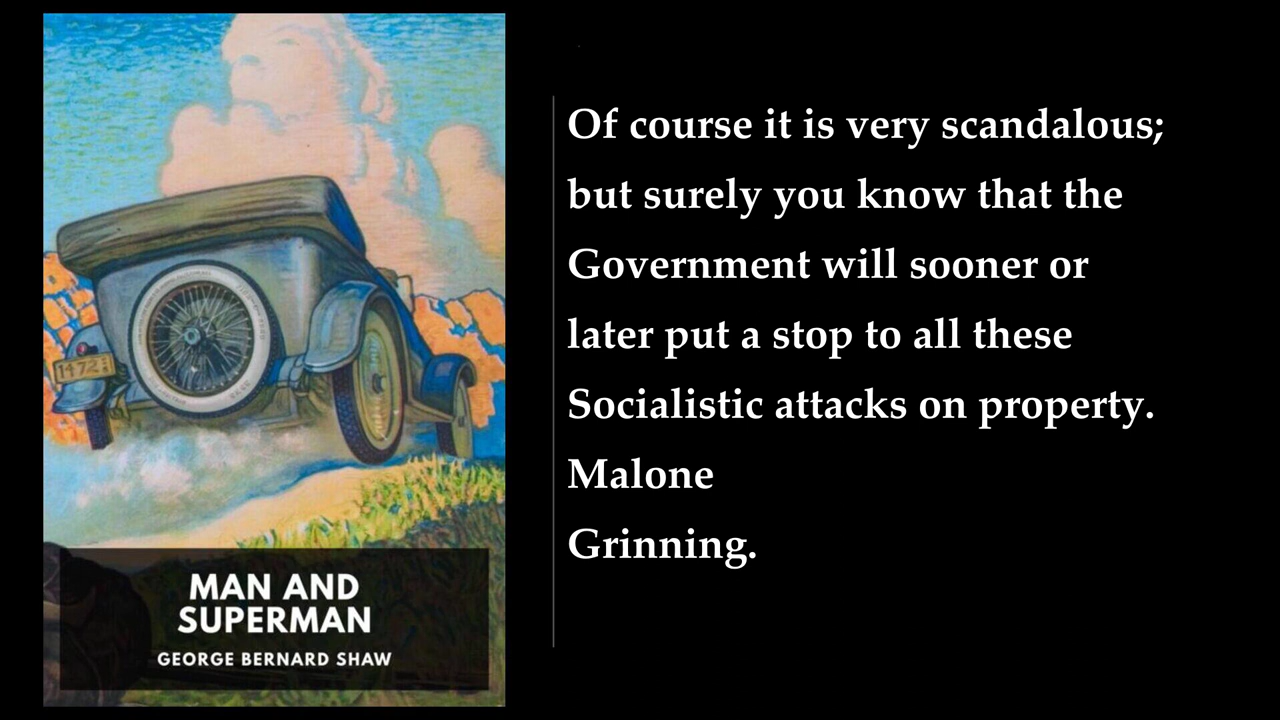 Of course it is very scandalous;
but surely you know that the
Government will sooner or
later put a stop to all these
Socialistic attacks on property.
Malone
Grinning.
1472
MAN AND
SUPERMAN
GEORGE BERNARD SHAW